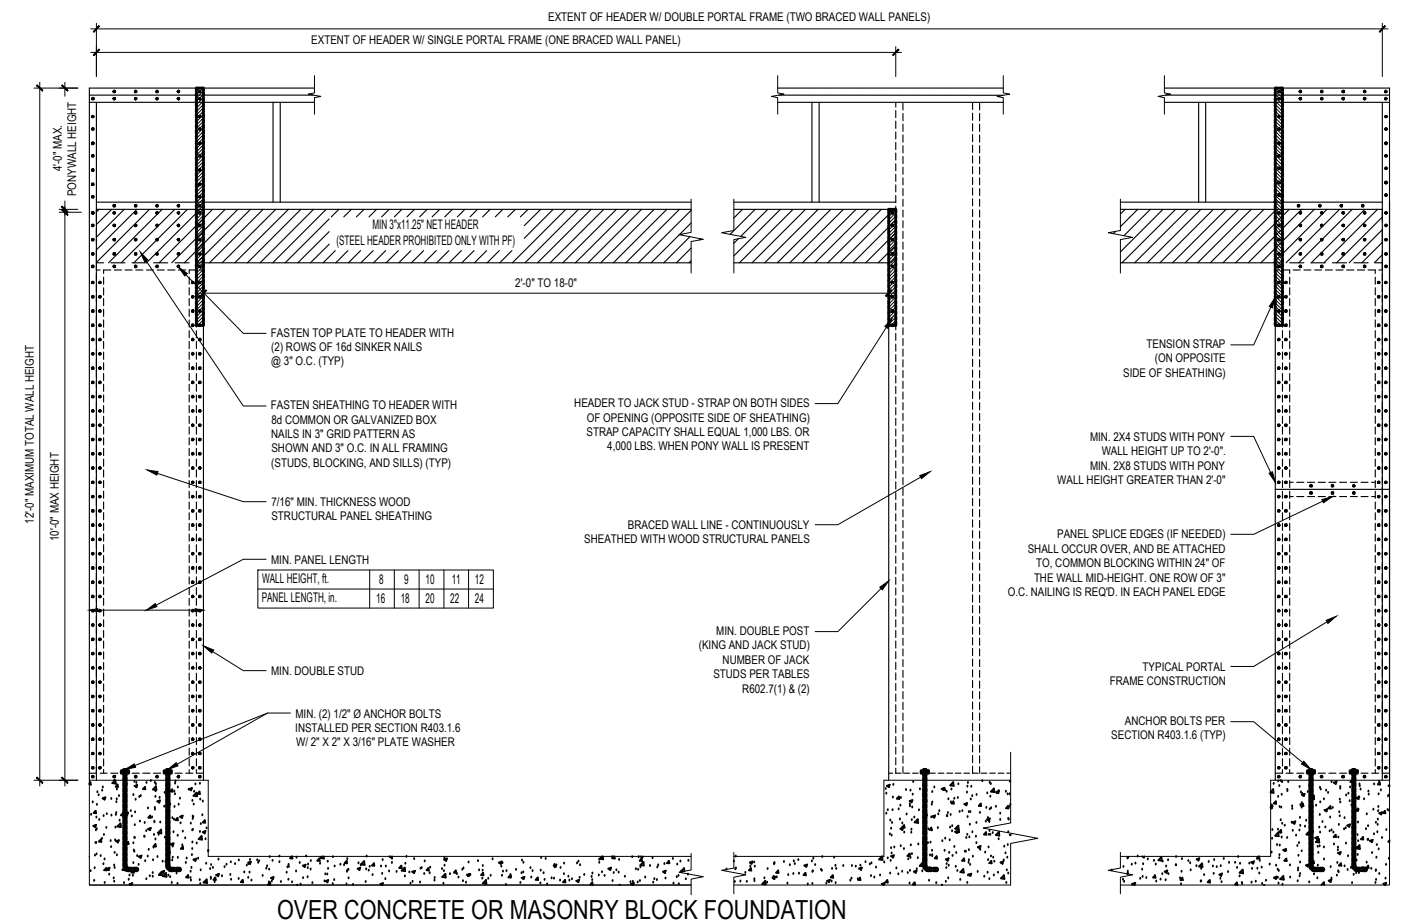 EXTENT OF HEADER W/ DOUBLE PORTAL FRAME (TWO BRACED WALL PANELS)
EXTENT OF HEADER W/ SINGLE PORTAL FRAME (ONE BRACED WALL PANEL)
4'-0" MAX.
PONYWALL HEIGHT
12'-0" MAXIMUM TOTAL WALL HEIGHT
10'-0" MAX HEIGHT
MIN 3"x11.25" NET HEADER
(STEEL HEADER PROHIBITED ONLY WITH PF)
2'-0" TO 18-0"
FASTEN TOP PLATE TO HEADER WITH
(2) ROWS OF 16d SINKER NAILS
@ 3" O.C. (TYP)
FASTEN SHEATHING TO HEADER WITH
8d COMMON OR GALVANIZED BOX
NAILS IN 3" GRID PATTERN AS
SHOWN AND 3" O.C. IN ALL FRAMING
(STUDS, BLOCKING, AND SILLS) (TYP)
7/16" MIN. THICKNESS WOOD
STRUCTURAL PANEL SHEATHING
MIN. PANEL LENGTH
WALL HEIGHT, ft. 8 9 10 11 12
PANEL LENGTH, in. 16 18 20 22 24
MIN. DOUBLE STUD
MIN. (2) 1/2" Ø ANCHOR BOLTS
INSTALLED PER SECTION R403.1.6
W/ 2" X 2" X 3/16" PLATE WASHER
HEADER TO JACK STUD - STRAP ON BOTH SIDES
OF OPENING (OPPOSITE SIDE OF SHEATHING)
STRAP CAPACITY SHALL EQUAL 1,000 LBS. OR
4,000 LBS. WHEN PONY WALL IS PRESENT
BRACED WALL LINE - CONTINUOUSLY
SHEATHED WITH WOOD STRUCTURAL PANELS
MIN. DOUBLE POST
(KING AND JACK STUD)
NUMBER OF JACK
STUDS PER TABLES
R602.7(1) & (2)
TENSION STRAP
(ON OPPOSITE
SIDE OF SHEATHING)
MIN. 2X4 STUDS WITH PONY
WALL HEIGHT UP TO 2'-0".
MIN. 2X8 STUDS WITH PONY
WALL HEIGHT GREATER THAN 2'-0"
PANEL SPLICE EDGES (IF NEEDED)
SHALL OCCUR OVER, AND BE ATTACHED
TO, COMMON BLOCKING WITHIN 24" OF
THE WALL MID-HEIGHT. ONE ROW OF 3"
O.C. NAILING IS REQ'D. IN EACH PANEL EDGE
TYPICAL PORTAL
FRAME CONSTRUCTION
ANCHOR BOLTS PER
SECTION R403.1.6 (TYP)
OVER CONCRETE OR MASONRY BLOCK FOUNDATION